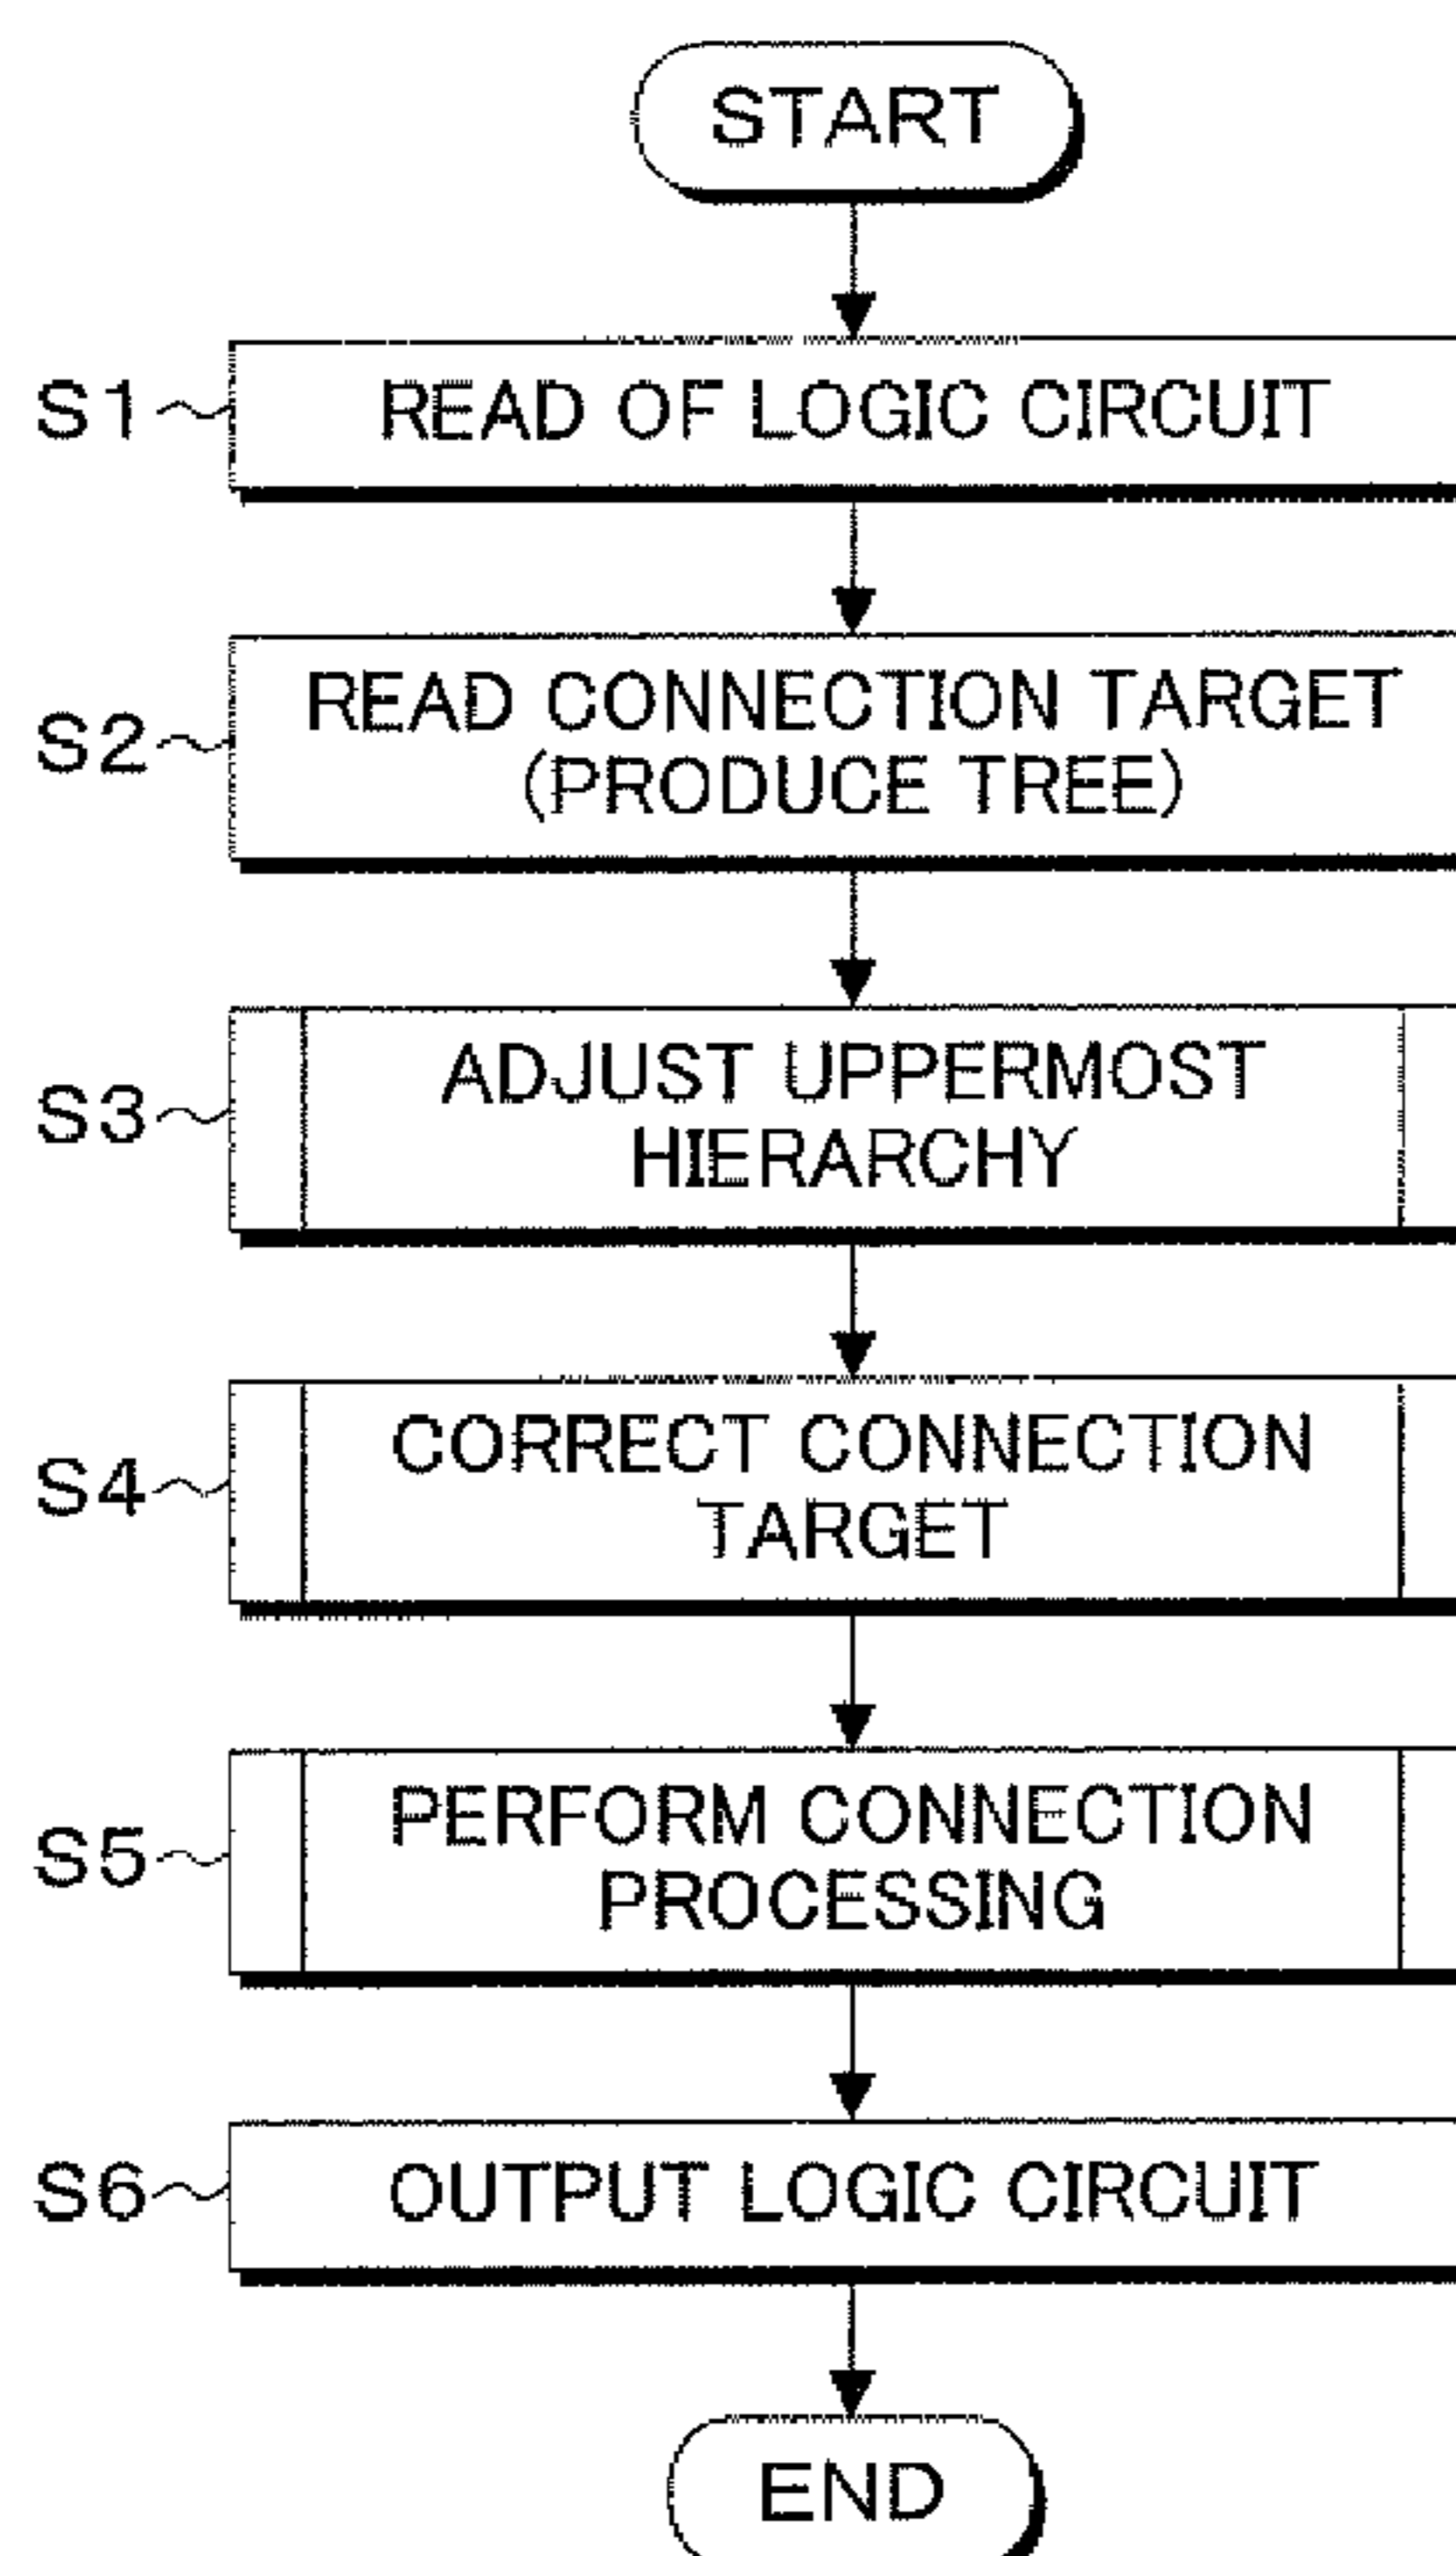 START
S1 READ OF LOGIC CIRCUIT
S2 READ CONNECTION TARGET
(PRODUCE TREE)
S3 ADJUST UPPERMOST
HIERARCHY
S4 CORRECT CONNECTION
TARGET
S5 PERFORM CONNECTION
PROCESSING
S6 OUTPUT LOGIC CIRCUIT
END